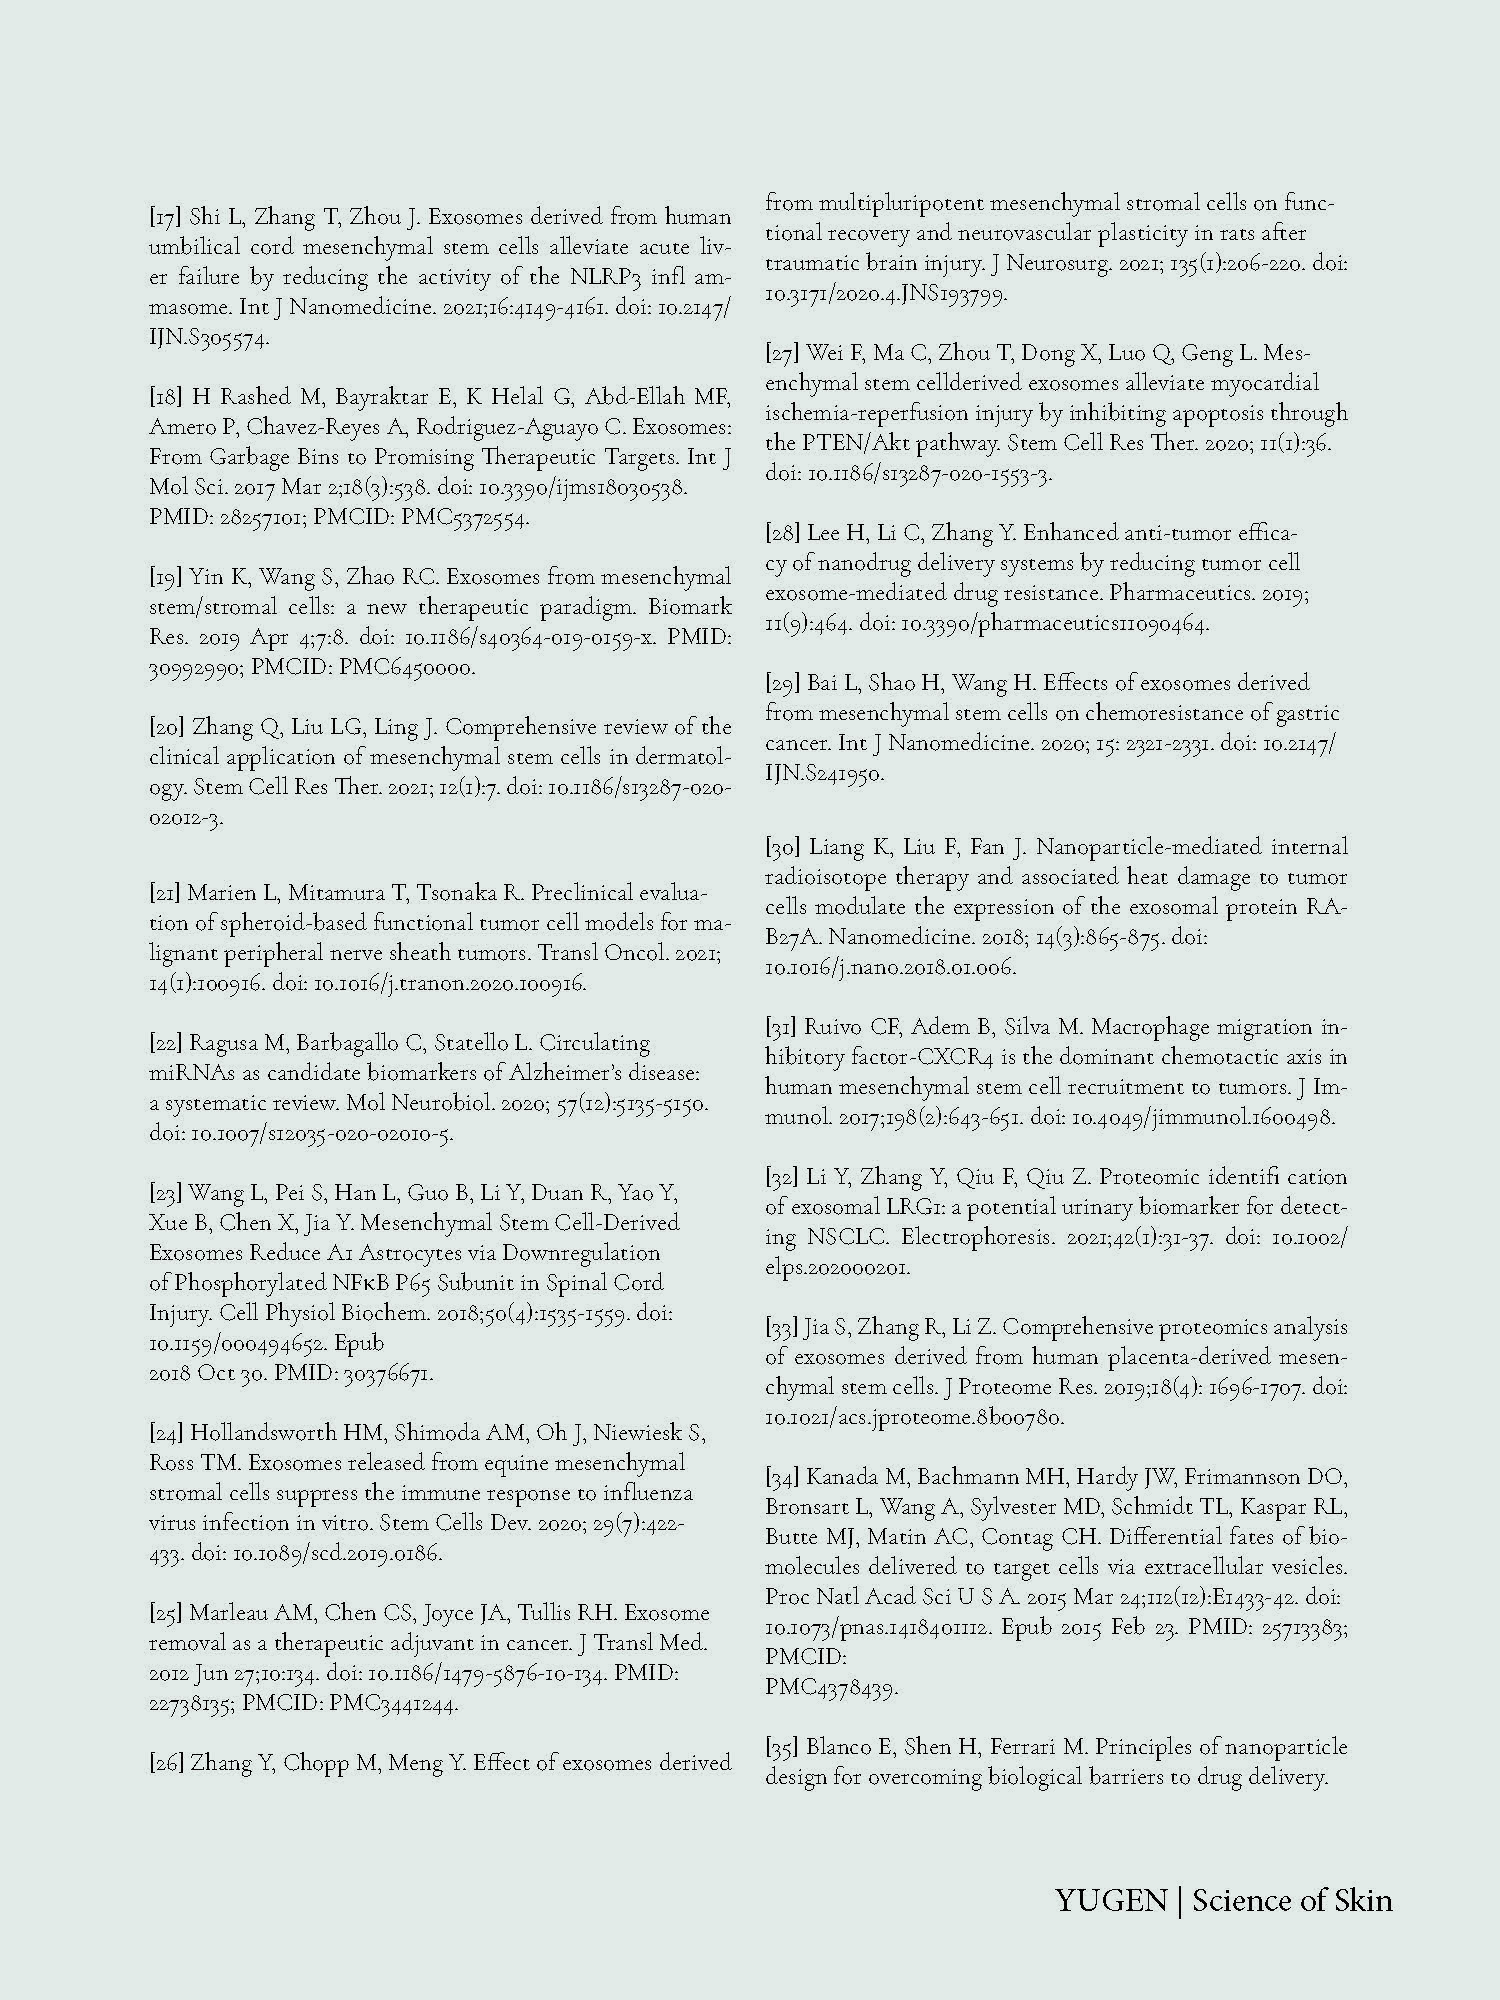 [17] Shi L, Zhang T, Zhou J. Exosomes derived from human
umbilical cord mesenchymal stem cells alleviate acute liv-
er failure by reducing the activity of the NLRP3 infl am-
masome. Int J Nanomedicine. 2021;16:4149-4161. doi: 10.2147/
IJN.S305574.
[18] H Rashed M, Bayraktar E, K Helal G, Abd-Ellah MF,
Amero P, Chavez-Reyes A, Rodriguez-Aguayo C. Exosomes:
From Garbage Bins to Promising Therapeutic Targets. Int J
Mol Sci. 2017 Mar 2;18(3):538. doi: 10.3390/ijms18030538.
PMID: 28257101; PMCID: PMC5372554.
[19] Yin K, Wang S, Zhao RC. Exosomes from mesenchymal
stem/stromal cells: a new therapeutic paradigm. Biomark
Res. 2019 Apr 4;7:8. doi: 10.1186/s40364-019-0159-x. PMID:
30992990; PMCID: PMC6450000.
[20] Zhang Q, Liu LG, Ling J. Comprehensive review of the
clinical application of mesenchymal stem cells in dermatol-
ogy. Stem Cell Res Ther. 2021; 12(1):7. doi: 10.1186/s13287-020-
02012-3.
[21] Marien L, Mitamura T, Tsonaka R. Preclinical evalua-
tion of spheroid-based functional tumor cell models for ma-
lignant peripheral nerve sheath tumors. Transl Oncol. 2021;
14(1):100916. doi: 10.1016/j.tranon.2020.100916.
[22] Ragusa M, Barbagallo C, Statello L. Circulating
miRNAs as candidate biomarkers of Alzheimer's disease:
a systematic review. Mol Neurobiol. 2020; 57(12):5135-5150.
doi: 10.1007/s12035-020-02010-5.
[23] Wang L, Pei S, Han L, Guo B, Li Y, Duan R, Yao Y,
Xue B, Chen X, Jia Y. Mesenchymal Stem Cell-Derived
Exosomes Reduce A1 Astrocytes via Downregulation
of Phosphorylated NFκB P65 Subunit in Spinal Cord
Injury. Cell Physiol Biochem. 2018;50(4):1535-1559. doi:
10.1159/000494652. Epub
2018 Oct 30. PMID: 30376671.
[24] Hollandsworth HM, Shimoda AM, Oh J, Niewiesk S,
Ross TM. Exosomes released from equine mesenchymal
stromal cells suppress the immune response to influenza
virus infection in vitro. Stem Cells Dev. 2020; 29(7):422-
433. doi: 10.1089/scd.2019.0186.
[25] Marleau AM, Chen CS, Joyce JA, Tullis RH. Exosome
removal as a therapeutic adjuvant in cancer. J Transl Med.
2012 Jun 27;10:134. doi: 10.1186/1479-5876-10-134. PMID:
22738135; PMCID: PMC3441244.
[26] Zhang Y, Chopp M, Meng Y. Effect of exosomes derived
from multipluripotent mesenchymal stromal cells on func-
tional recovery and neurovascular plasticity in rats after
traumatic brain injury. J Neurosurg. 2021; 135(1):206-220. doi:
10.3171/2020.4.JNS193799.
[27] Wei F, Ma C, Zhou T, Dong X, Luo Q, Geng L. Mes-
enchymal stem cellderived exosomes alleviate myocardial
ischemia-reperfusion injury by inhibiting apoptosis through
the PTEN/Akt pathway. Stem Cell Res Ther. 2020; 11(1):36.
doi: 10.1186/s13287-020-1553-3.
[28] Lee H, Li C, Zhang Y. Enhanced anti-tumor effica-
cy of nanodrug delivery systems by reducing tumor cell
exosome-mediated drug resistance. Pharmaceutics. 2019;
11(9):464. doi: 10.3390/pharmaceutics11090464.
[29] Bai L, Shao H, Wang H. Effects of exosomes derived
from mesenchymal stem cells on chemoresistance of gastric
cancer. Int J Nanomedicine. 2020; 15: 2321-2331. doi: 10.2147/
IJN.S241950.
[30] Liang K, Liu F, Fan J. Nanoparticle-mediated internal
radioisotope therapy and associated heat damage to tumor
cells modulate the expression of the exosomal protein RA-
B27A. Nanomedicine. 2018; 14(3):865-875. doi:
10.1016/j.nano.2018.01.006.
[31] Ruivo CF, Adem B, Silva M. Macrophage migration in-
hibitory factor-CXCR4 is the dominant chemotactic axis in
human mesenchymal stem cell recruitment to tumors. J Im-
munol. 2017;198(2):643-651. doi: 10.4049/jimmunol.1600498.
[32] Li Y, Zhang Y, Qiu F, Qiu Z. Proteomic identifi cation
of exosomal LRG1: a potential urinary biomarker for detect-
ing NSCLC. Electrophoresis. 2021;42(1):31-37. doi: 10.1002/
elps.202000201.
[33] Jia S, Zhang R, Li Z. Comprehensive proteomics analysis
of exosomes derived from human placenta-derived mesen-
chymal stem cells. J Proteome Res. 2019;18(4): 1696-1707. doi:
10.1021/acs.jproteome.8b00780.
[34] Kanada M, Bachmann MH, Hardy JW, Frimannson DO,
Bronsart L, Wang A, Sylvester MD, Schmidt TL, Kaspar RL,
Butte MJ, Matin AC, Contag CH. Differential fates of bio-
molecules delivered to target cells via extracellular vesicles.
Proc Natl Acad Sci U S A. 2015 Mar 24;112(12):E1433-42. doi:
10.1073/pnas.1418401112. Epub 2015 Feb 23. PMID: 25713383;
PMCID:
PMC4378439.
[35] Blanco E, Shen H, Ferrari M. Principles of nanoparticle
design for overcoming biological barriers to drug delivery.
YUGEN | Science of Skin